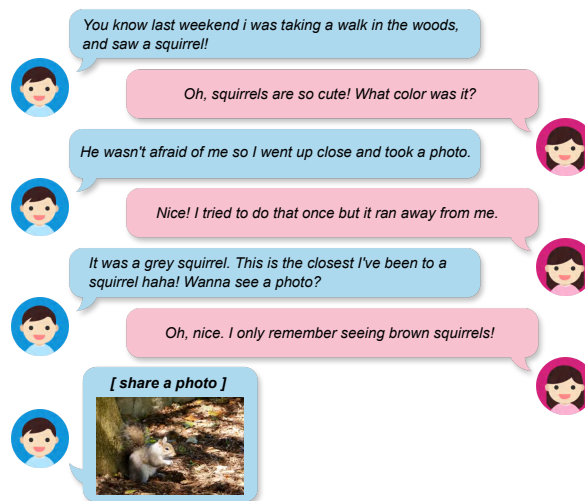 You know last weekend i was taking a walk in the woods,
and saw a squirrel!
Oh, squirrels are so cute! What color was it?
He wasn't afraid of me so I went up close and took a photo.
Nice! I tried to do that once but it ran away from me.
It was a grey squirrel. This is the closest I've been to a
squirrel haha! Wanna see a photo?
Oh, nice. I only remember seeing brown squirrels!
[ share a photo ]